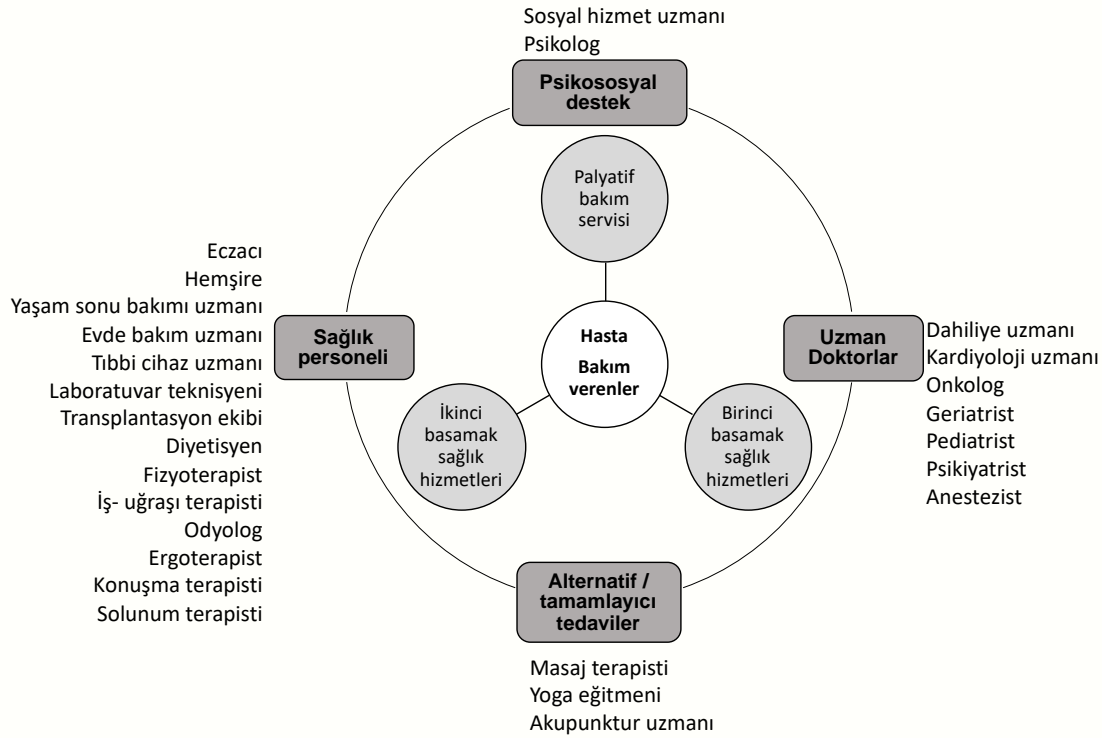 Sosyal hizmet uzmanı
Psikolog
Psikososyal
destek
Palyatif
bakım
servisi
Eczacı
Hemşire
Yaşam sonu bakımı uzmanı
Evde bakım uzmanı
Tıbbi cihaz uzmanı
Laboratuvar teknisyeni
Transplantasyon ekibi
Diyetisyen
Fizyoterapist
İş- uğraşı terapisti
Odyolog
Ergoterapist
Konuşma terapisti
Solunum terapisti
Sağlık
personeli
Hasta
Bakım
verenler
Uzman
Doktorlar
Dahiliye uzmanı
Kardiyoloji uzmanı
Onkolog
Geriatrist
Pediatrist
Psikiyatrist
Anestezist
İkinci
basamak
sağlık
hizmetleri
Birinci
basamak
sağlık
hizmetleri
Alternatif /
tamamlayıcı
tedaviler
Masaj terapisti
Yoga eğitmeni
Akupunktur uzmanı